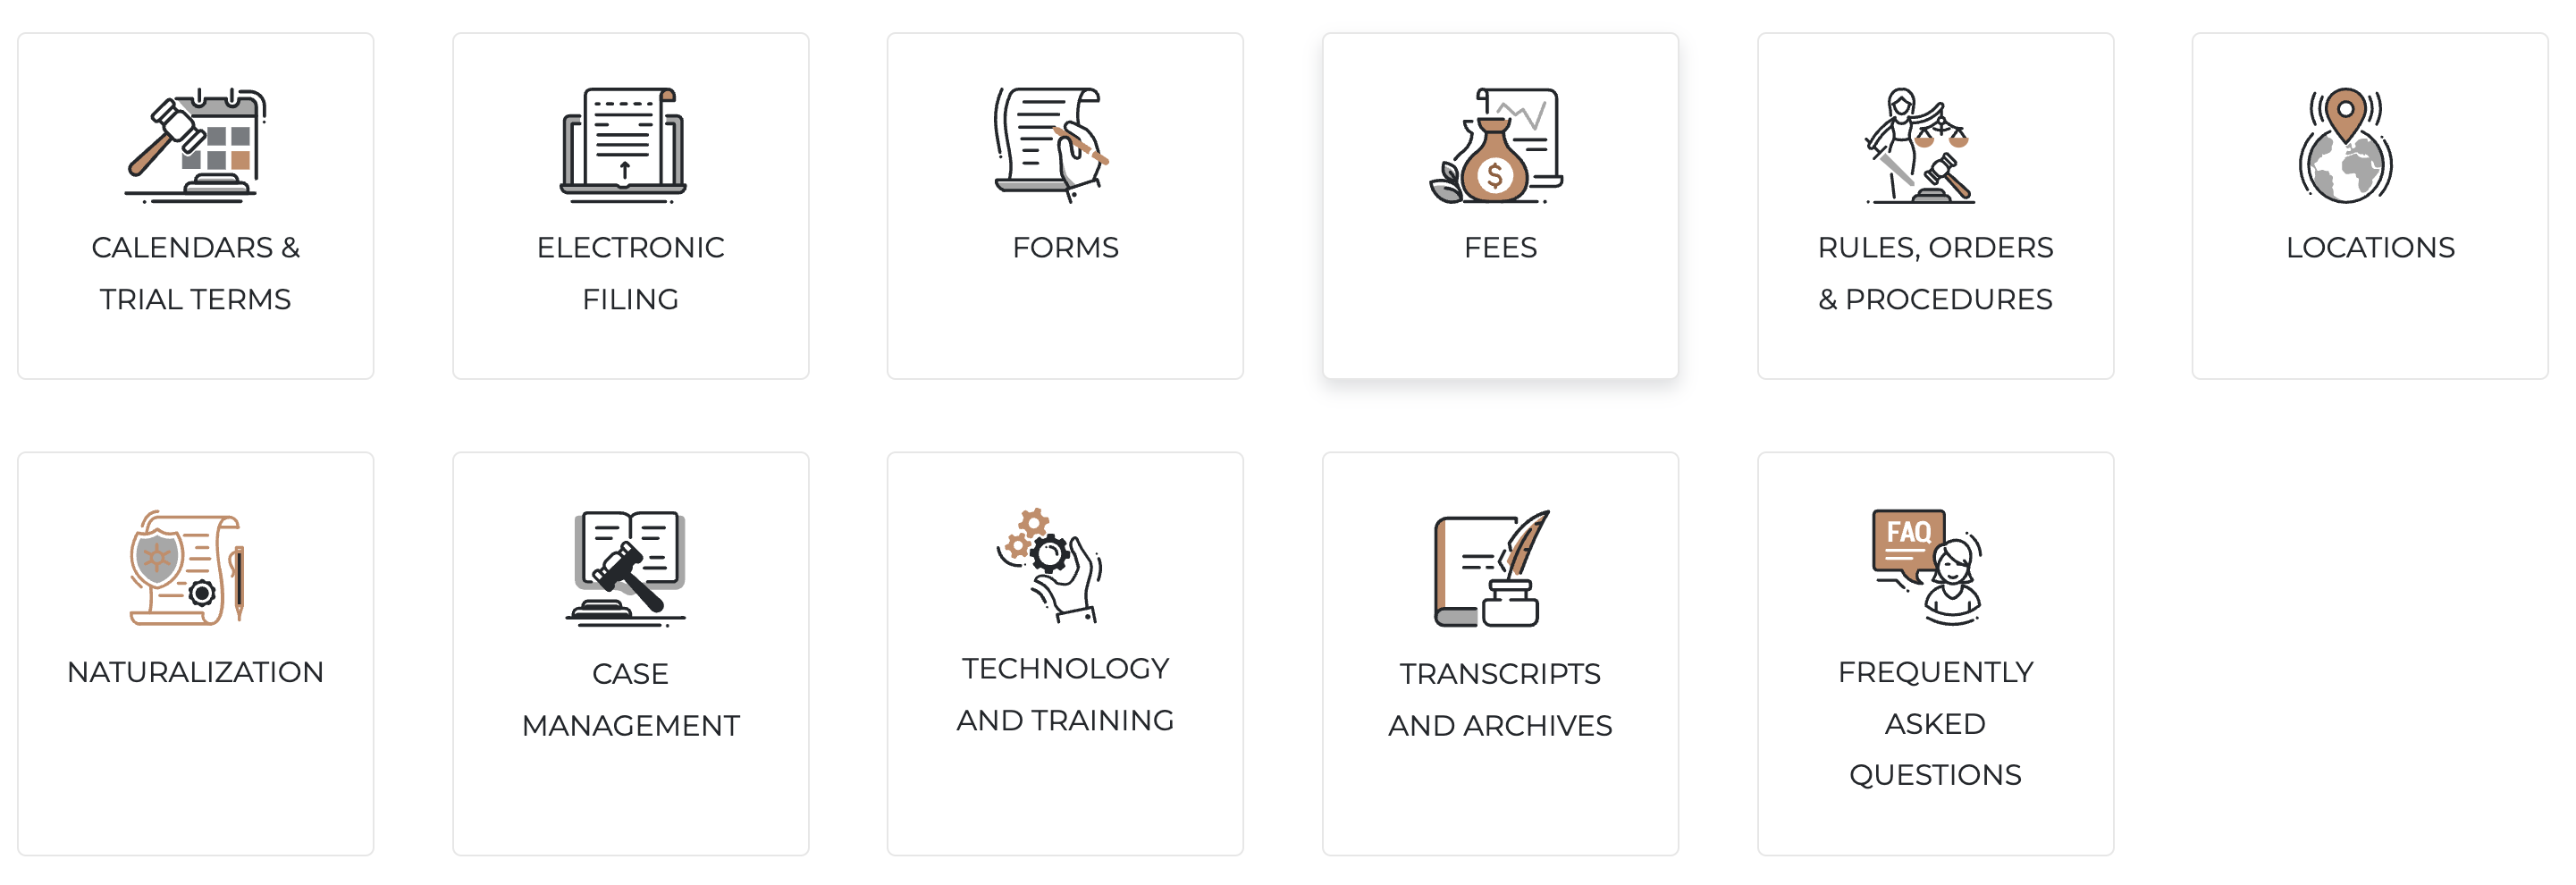 CALENDARS &
TRIAL TERMS
ELECTRONIC
FILING
FORMS
$
FEES
RULES, ORDERS
& PROCEDURES
LOCATIONS
NATURALIZATION
CASE
MANAGEMENT
TECHNOLOGY
AND TRAINING
TRANSCRIPTS
AND ARCHIVES
FAQ
FREQUENTLY
ASKED
QUESTIONS